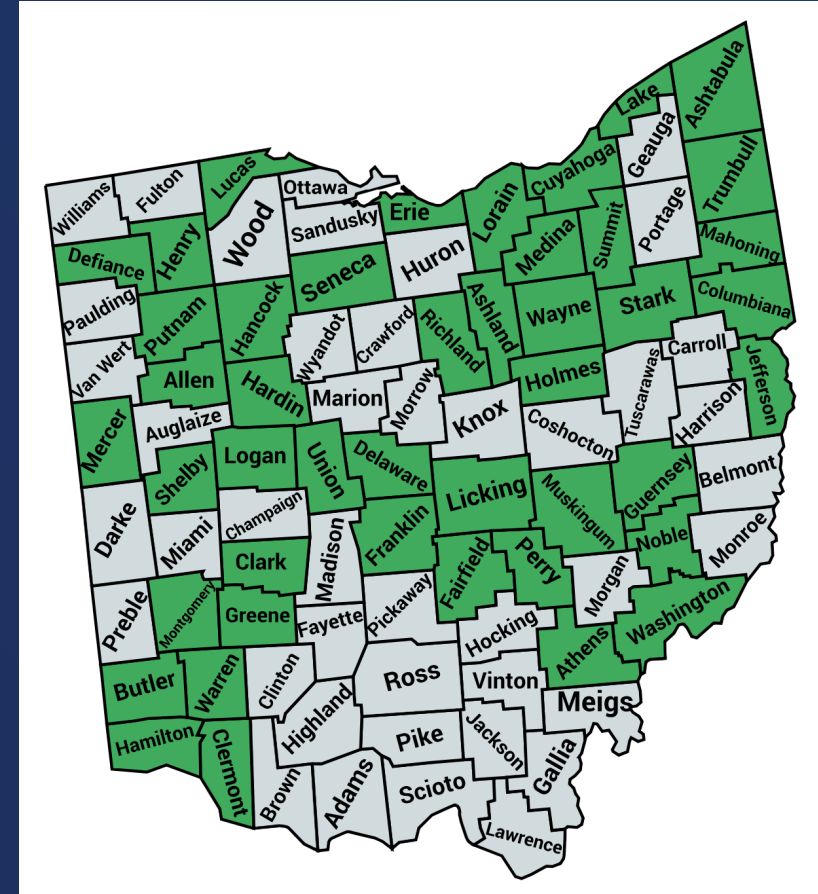 Ashtabula
Lake
Geauga
Cuyahoga
Trumbull
Lucas
Ottawa
Williams
Fulton
Wood
Sandusky
Erie
Lorain
Medina
Summit
Portage
Mahoning
Defiance
Henry
Seneca
Huron
Paulding
Putnam
Hancock
Wyandot
Crawford
Richland
Ashland
Wayne
Stark
Columbiana
Van Wert
Allen
Hardin
Marion
Morrow
Holmes
Tuscarawas
Carroll
Jefferson
Mercer
Auglaize
Knox
Coshocton
Harrison
Shelby
Logan
Union
Delaware
Licking
Muskingum
Guernsey
Belmont
Darke
Miami
Champaign
Madison
Franklin
Noble
Monroe
Clark
Fairfield
Perry
Morgan
Preble
Montgomery
Greene
Fayette
Pickaway
Hocking
Athens
Washington
Butler
Warren
Clinton
Ross
Vinton
Meigs
Hamilton
Clermont
Highland
Pike
Jackson
Gallia
Brown
Adams
Scioto
Lawrence